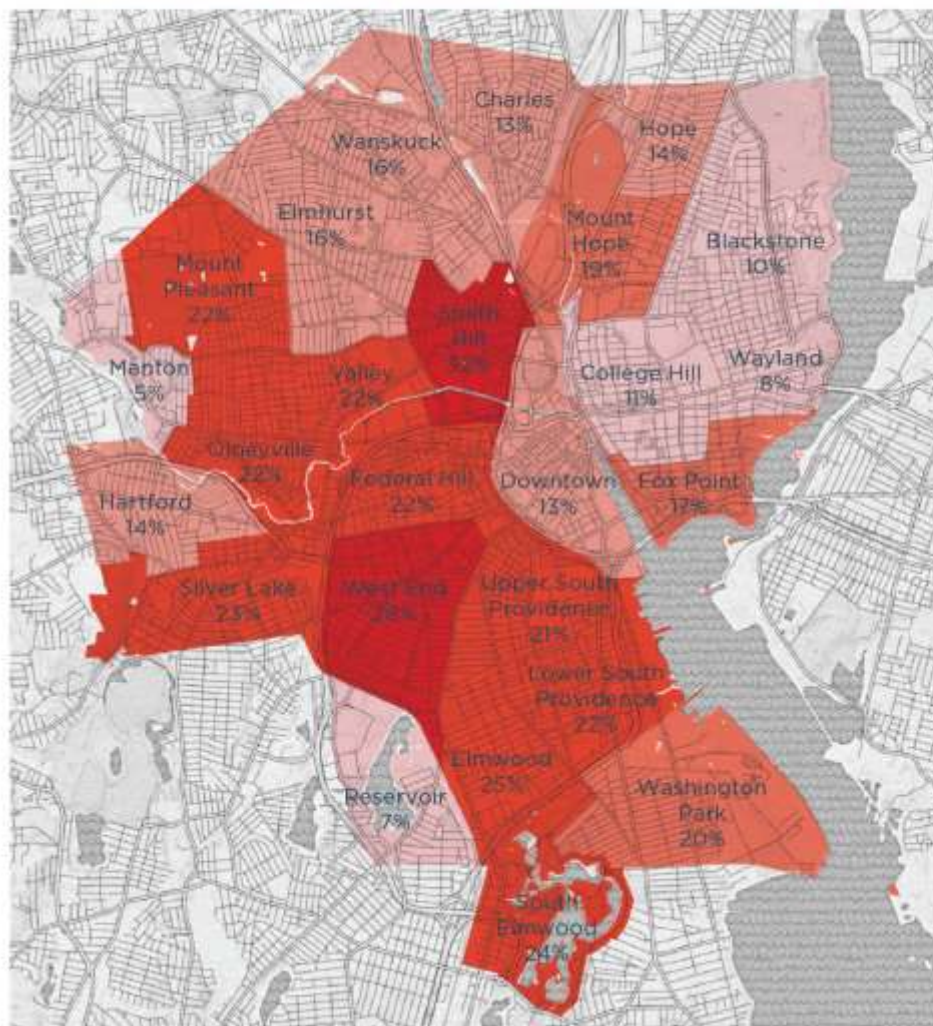 Charles
13%
Hope
14%
Wanskuck
16%
Elmhurst
16%
Mount
Hope
19%
Blackstone
10%
Mount
Pleasant
22%
Smith
Hill
32%
Manton
5%
Valley
22%
College Hill
11%
Wayland
8%
Olneyville
22%
Federal Hill
22%
Downtown
13%
Fox Point
17%
Hartford
14%
Silver Lake
23%
West End
28%
Upper South
Providence
21%
Lower South
Providence
22%
Elmwood
25%
Reservoir
7%
Washington
Park
20%
South
Elmwood
24%